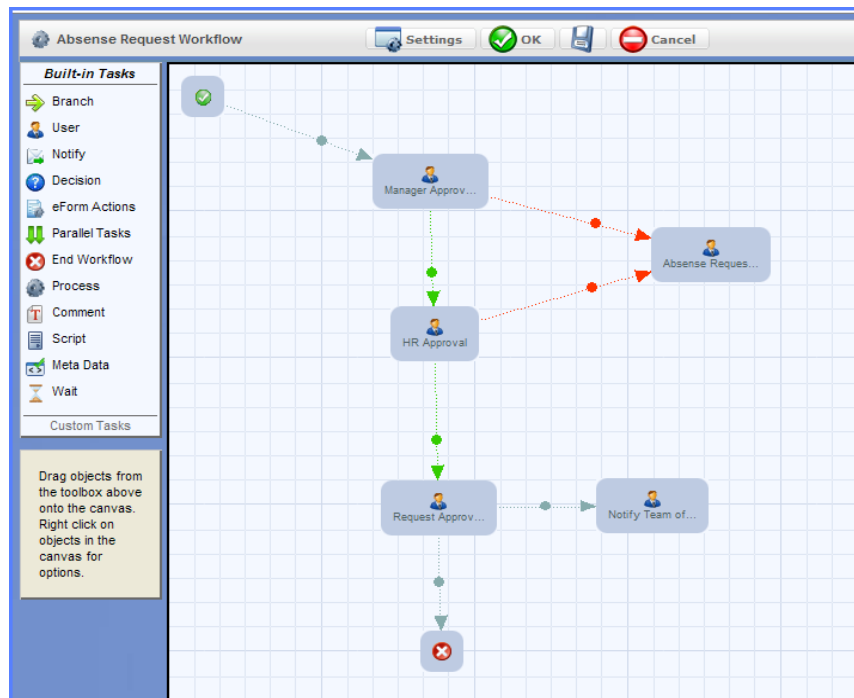 Absense Request Workflow
Settings
OK
Cancel
Built-in Tasks
Branch
User
Notify
Decision
eForm Actions
Parallel Tasks
End Workflow
Process
Comment
Script
Meta Data
Wait
Custom Tasks
Drag objects from
the toolbox above
onto the canvas.
Right click on
objects in the
canvas for
options.
Manager Approv...
Absense Reques...
HR Approval
Request Approv...
Notify Team of...